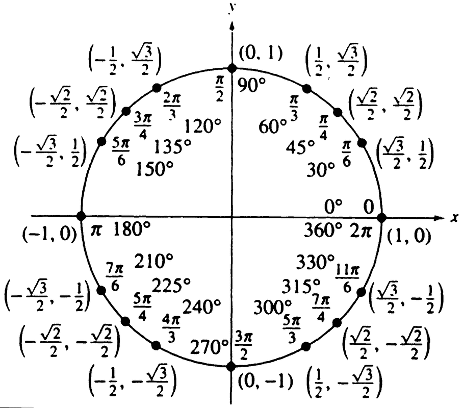 y
(-1/2, √3/2) (0, 1) (1/2, √3/2)
(-√2/2, √2/2) 2π/3 π/2 90° π/3 (√2/2, √2/2)
3π/4 120° 60° π/4
(-√3/2, 1/2) 5π/6 135° 45° π/6 (√3/2, 1/2)
150° 30°
0° 0 x
(-1, 0) π 180° 360° 2π (1, 0)
210° 330°
(-√3/2, -1/2) 7π/6 225° 315° 11π/6 (√3/2, -1/2)
5π/4 240° 300° 7π/4
(-√2/2, -√2/2) 4π/3 270° 3π/2 5π/3 (√2/2, -√2/2)
(-1/2, -√3/2) (0, -1) (1/2, -√3/2)